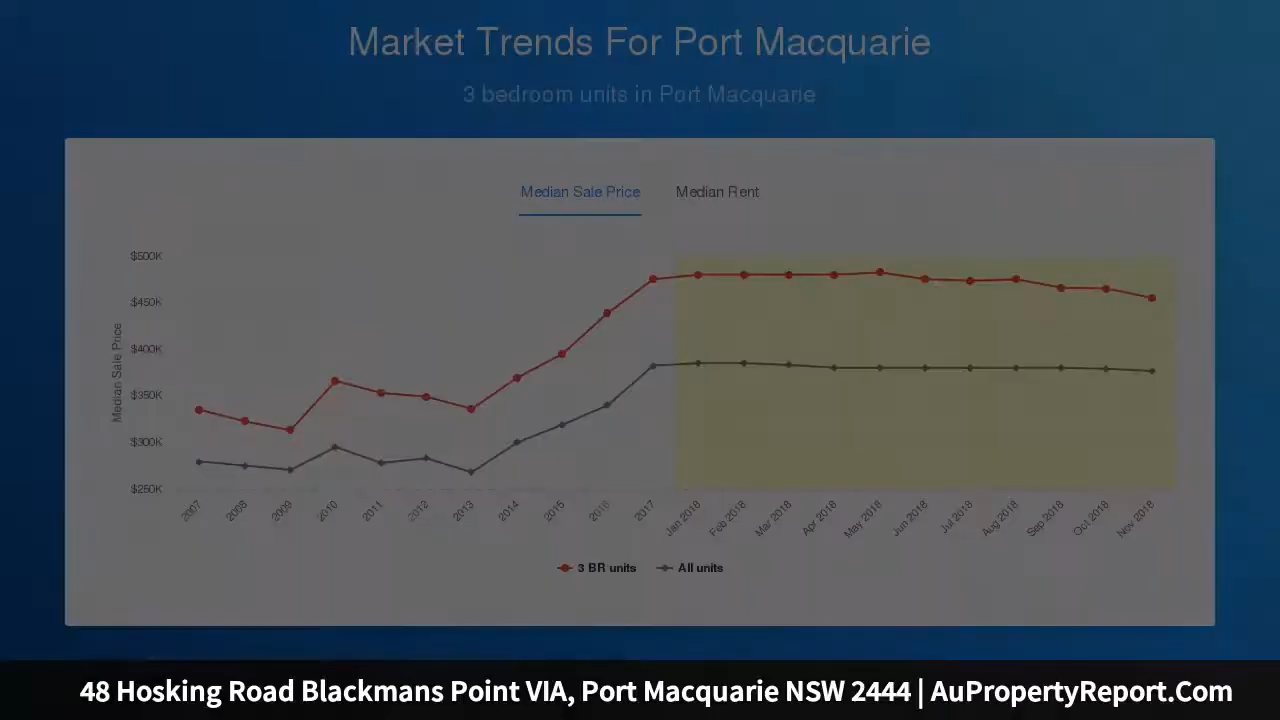 Market Trends For Port Macquarie
3 bedroom units in Port Macquarie
Median Sale Price Median Rent
$500K
$450K
$400K
$350K
$300K
$250K
Median Sale Price
2007 2008 2009 2010 2011 2012 2013 2014 2015 2016 2017 Jan 2018 Feb 2018 Mar 2018 Apr 2018 May 2018 Jun 2018 Jul 2018 Aug 2018 Sep 2018 Oct 2018 Nov 2018
3 BR units All units
48 Hosking Road Blackmans Point VIA, Port Macquarie NSW 2444 | AuPropertyReport.Com